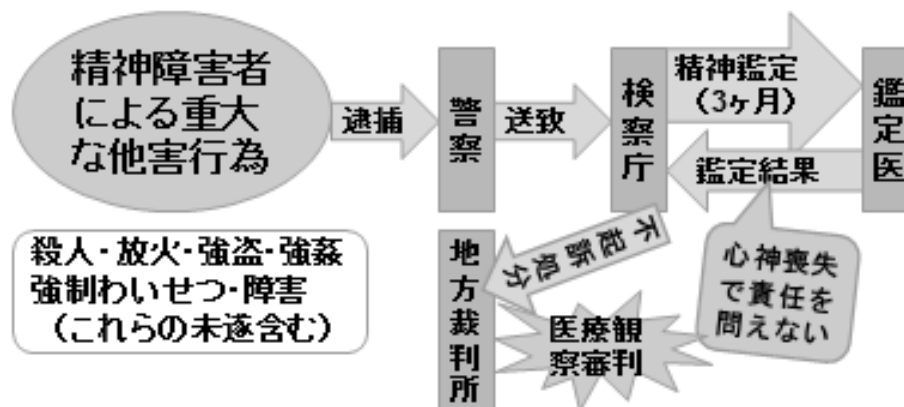 精神障害者
による重大
な他害行為
逮捕
警察
送致
検察庁
精神鑑定
(3ヶ月)
鑑定医
鑑定結果
殺人・放火・強盗・強姦
強制わいせつ・障害
(これらの未遂含む)
地方裁判所
不起訴処分
医療観
察審判
心神喪失
で責任を
問えない